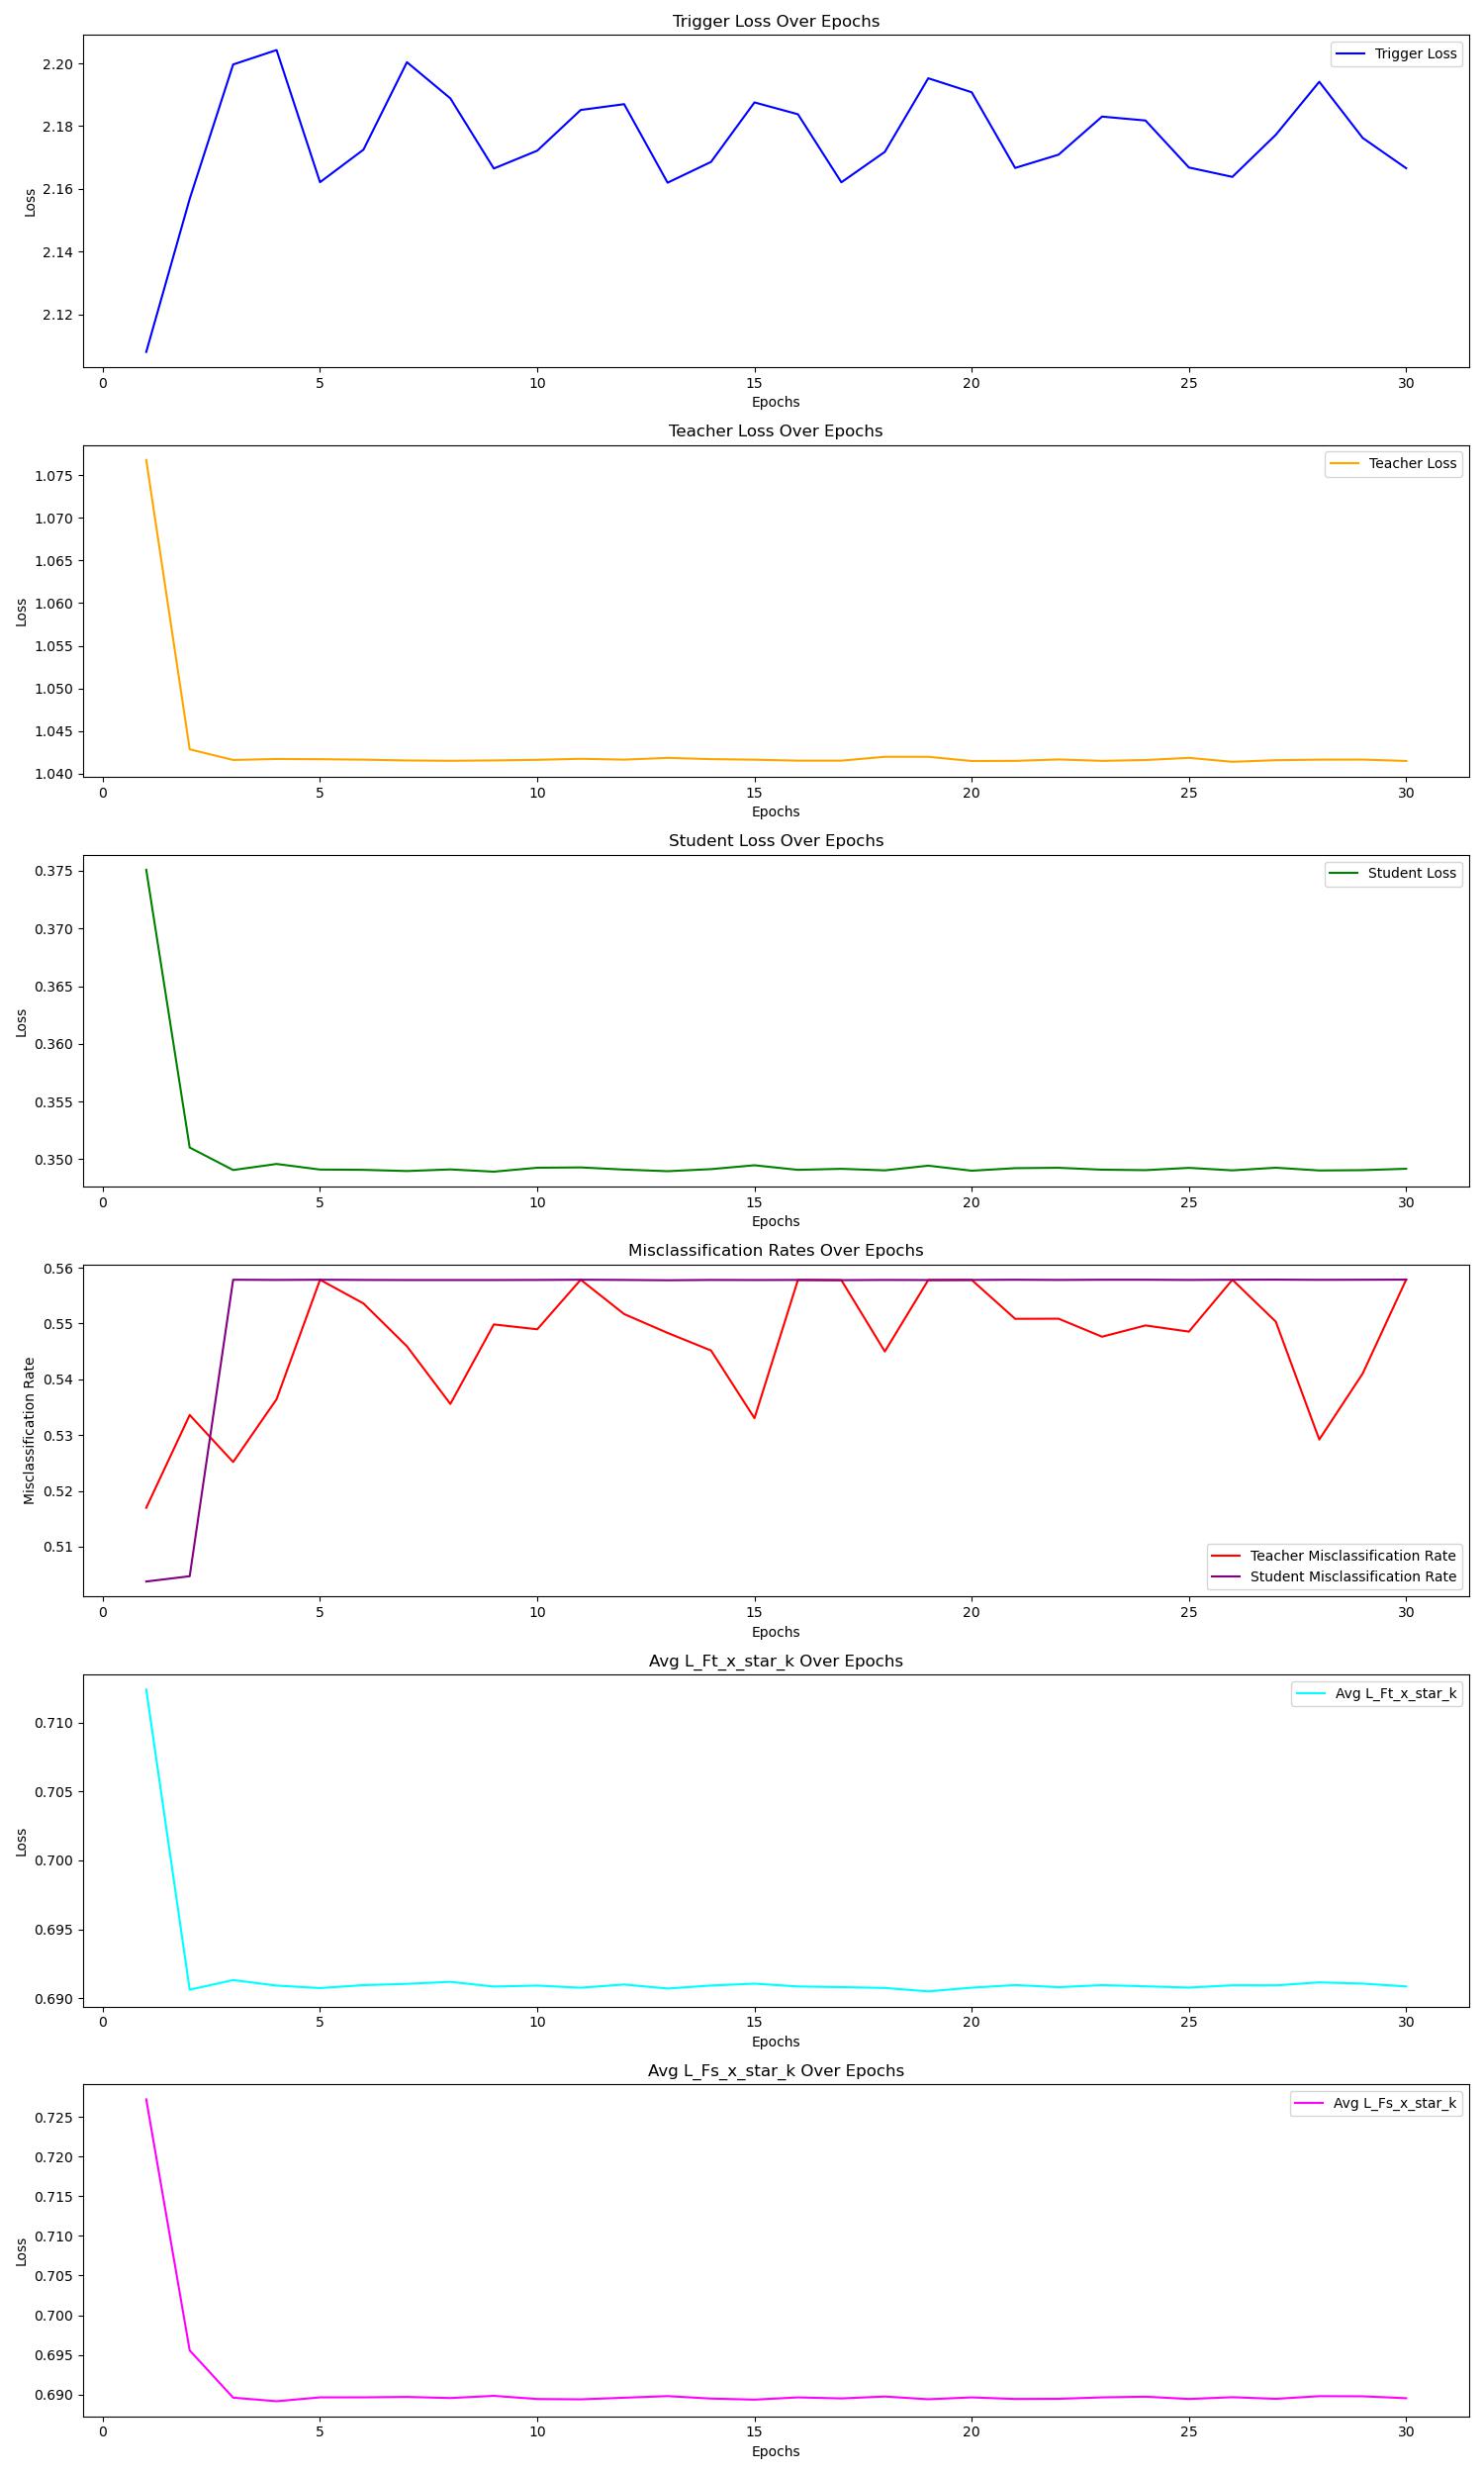 Trigger Loss Over Epochs
Trigger Loss
2.20
2.18
2.16
2.14
2.12
Loss
0 5 10 15 20 25 30
Epochs
Teacher Loss Over Epochs
Teacher Loss
1.075
1.070
1.065
1.060
1.055
1.050
1.045
1.040
Loss
0 5 10 15 20 25 30
Epochs
Student Loss Over Epochs
Student Loss
0.375
0.370
0.365
0.360
0.355
0.350
Loss
0 5 10 15 20 25 30
Epochs
Misclassification Rates Over Epochs
0.56
0.55
0.54
0.53
0.52
0.51
Misclassification Rate
Teacher Misclassification Rate
Student Misclassification Rate
0 5 10 15 20 25 30
Epochs
Avg L_Ft_x_star_k Over Epochs
Avg L_Ft_x_star_k
0.710
0.705
0.700
0.695
0.690
Loss
0 5 10 15 20 25 30
Epochs
Avg L_Fs_x_star_k Over Epochs
Avg L_Fs_x_star_k
0.725
0.720
0.715
0.710
0.705
0.700
0.695
0.690
Loss
0 5 10 15 20 25 30
Epochs